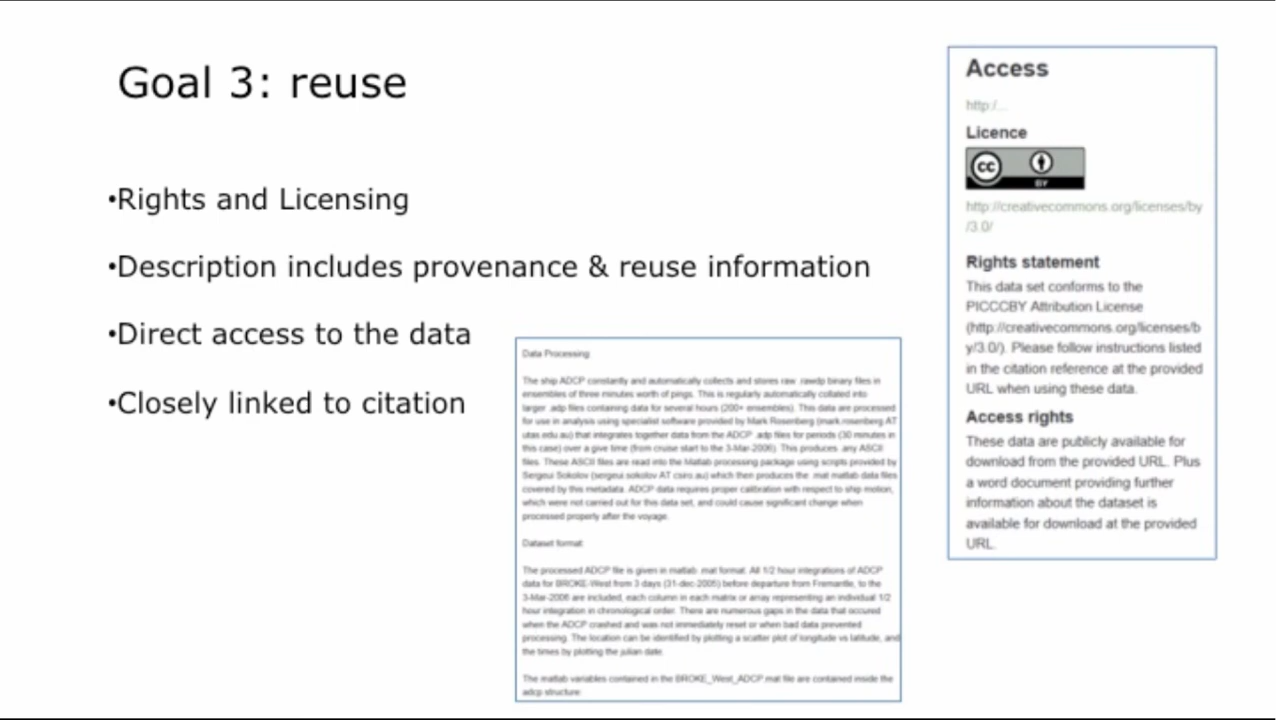 Goal 3: reuse
•Rights and Licensing
•Description includes provenance & reuse information
•Direct access to the data
•Closely linked to citation
Data Processing:
The ship ADCP constantly and automatically collects and stores raw .rawdp binary files in
ensembles of three minutes worth of pings. This is regularly automatically collated into
larger .adp files containing data for several hours (200+ ensembles). This data are processed
for use in analysis using specialist software provided by Mark Rosenberg (mark.rosenberg AT
utas.edu.au) that integrates together data from the ADCP .adp files for periods (30 minutes in
this case) over a give time (from cruise start to the 3-Mar-2006). This produces .any ASCII
files. These ASCII files are read into the Matlab processing package using scripts provided by
Sergeui Sokolov (sergeui.sokolov AT csiro.au) which then produces the .mat matlab data files
covered by this metadata. ADCP data requires proper calibration with respect to ship motion,
which were not carried out for this data set, and could cause significant change when
processed properly after the voyage.
Dataset format:
The processed ADCP file is given in matlab .mat format. All 1/2 hour integrations of ADCP
data for BROKE-West from 3 days (31-dec-2005) before departure from Fremantle, to the
3-Mar-2006 are included, each column in each matrix or array representing an individual 1/2
hour integration in chronological order. There are numerous gaps in the data that occured
when the ADCP crashed and was not immediately reset or when bad data prevented
processing. The location can be identified by plotting a scatter plot of longitude vs latitude, and
the times by plotting the julian date.
The matlab variables contained in the BROKE_West_ADCP.mat file are contained inside the
adcp structure:
Access
http:/...
Licence
cc
BY
http://creativecommons.org/licenses/by
/3.0/
Rights statement
This data set conforms to the
PICCCBY Attribution License
(http://creativecommons.org/licenses/b
y/3.0/). Please follow instructions listed
in the citation reference at the provided
URL when using these data.
Access rights
These data are publicly available for
download from the provided URL. Plus
a word document providing further
information about the dataset is
available for download at the provided
URL.